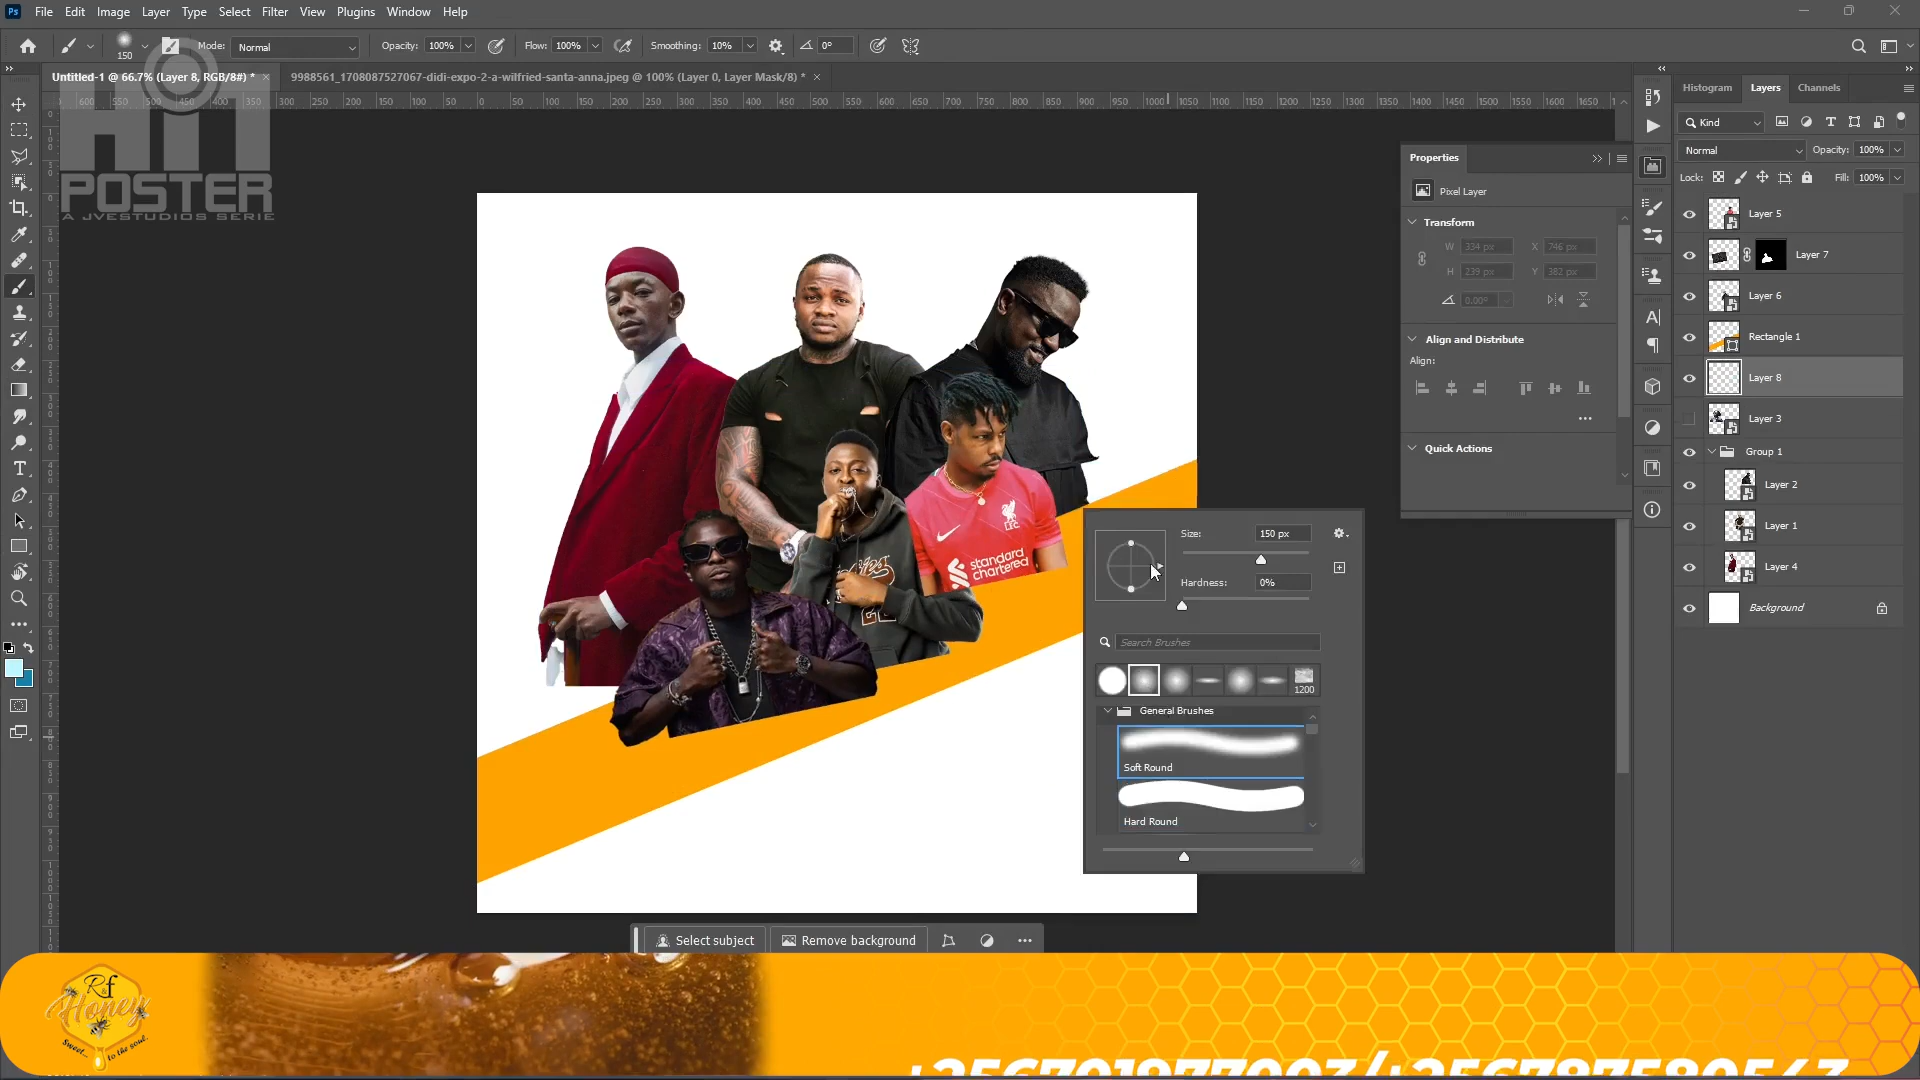 Ps File Edit Image Layer Type Select Filter View Plugins Window Help
150 Mode: Normal Opacity: 100% Flow: 100% Smoothing: 10% 0°
Untitled-1 @ 66.7% (Layer 8, RGB/8#) * × 9988561_1708087527067-didi-expo-2-a-wilfried-santa-anna.jpeg @ 100% (Layer 0, Layer Mask/8) * ×
HIT
POSTER
A JVESTUDIOS SERIE
Histogram Layers Channels
Kind
Normal Opacity: 100%
Lock: Fill: 100%
Layer 5
Layer 7
Layer 6
Rectangle 1
Layer 8
Layer 3
Group 1
Layer 2
Layer 1
Layer 4
Background
Properties
Pixel Layer
Transform
W 334 px X 746 px
H 239 px Y 382 px
0.00°
Align and Distribute
Align:
Quick Actions
Size: 150 px
Hardness: 0%
Search Brushes
1200
General Brushes
Soft Round
Hard Round
LFC
standard
chartered
Select subject Remove background
R&f
Honey
Sweet... to the soul.